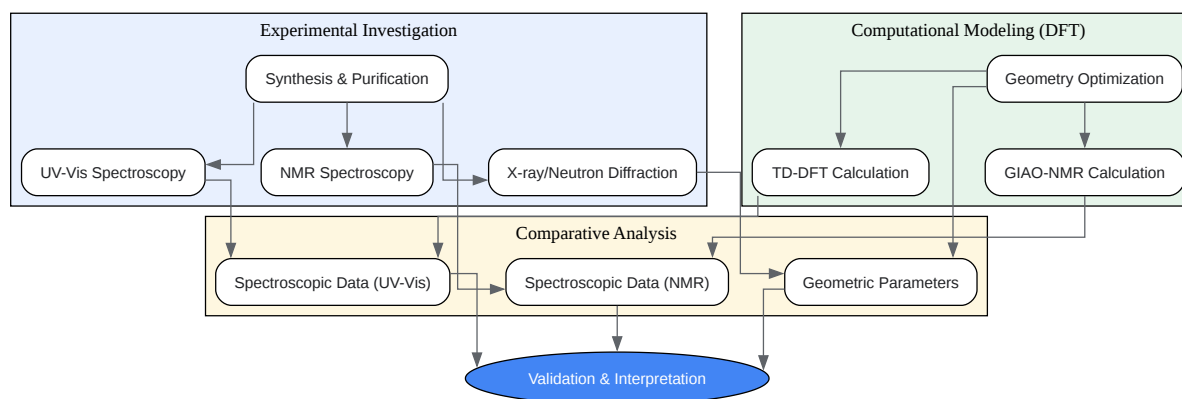 Experimental Investigation
Computational Modeling (DFT)
Synthesis & Purification
Geometry Optimization
UV-Vis Spectroscopy
NMR Spectroscopy
X-ray/Neutron Diffraction
TD-DFT Calculation
GIAO-NMR Calculation
Comparative Analysis
Spectroscopic Data (UV-Vis)
Spectroscopic Data (NMR)
Geometric Parameters
Validation & Interpretation